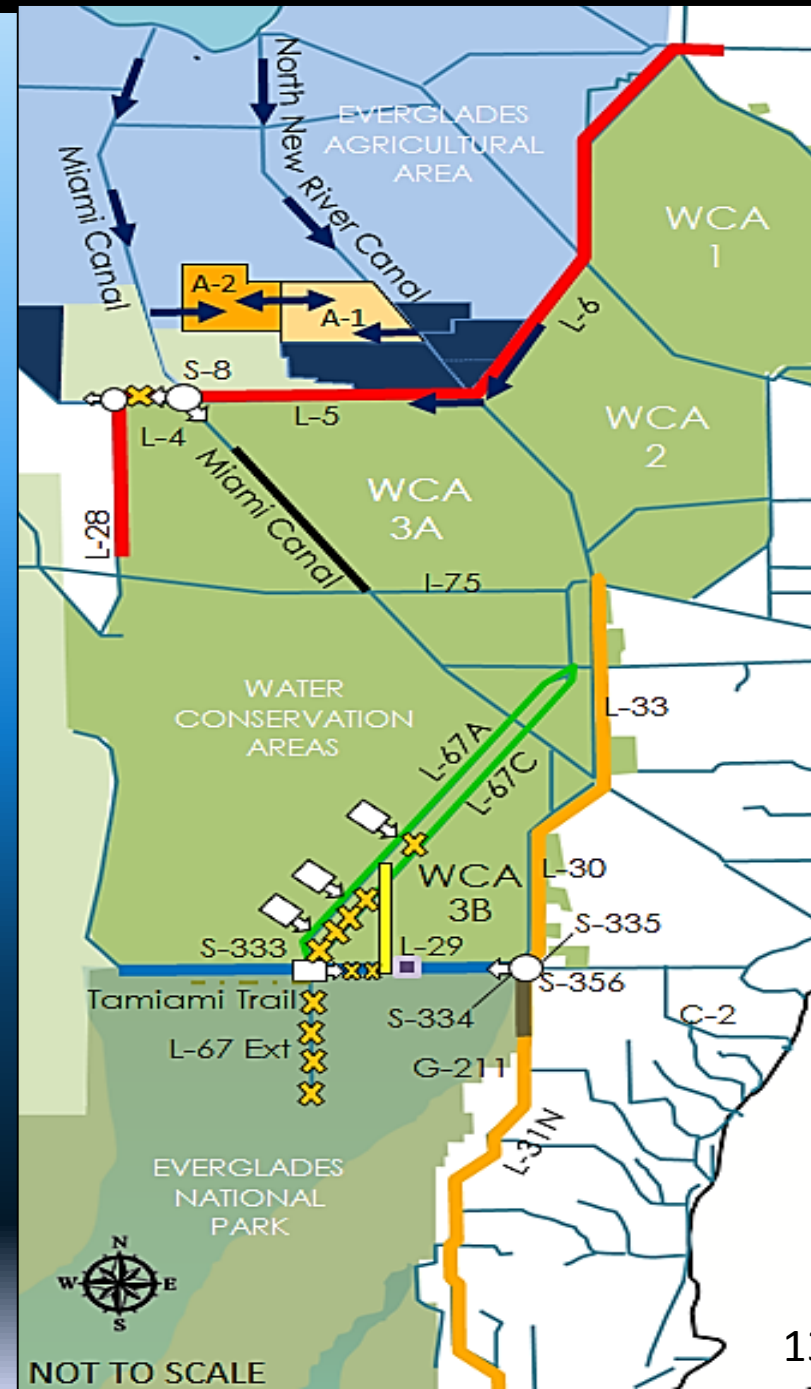 North New River Canal
EVERGLADES
AGRICULTURAL
AREA
Miami Canal
WCA
1
A-2
A-1
L-6
S-8
L-5
L-4
WCA
2
WCA
3A
Miami Canal
L-28
I-75
WATER
CONSERVATION
AREAS
L-33
L-67A
L-67C
WCA
3B
L-30
S-333
L-29
S-335
S-356
Tamiami Trail
S-334
C-2
L-67 Ext
G-211
L-31N
EVERGLADES
NATIONAL
PARK
N
W E
S
NOT TO SCALE